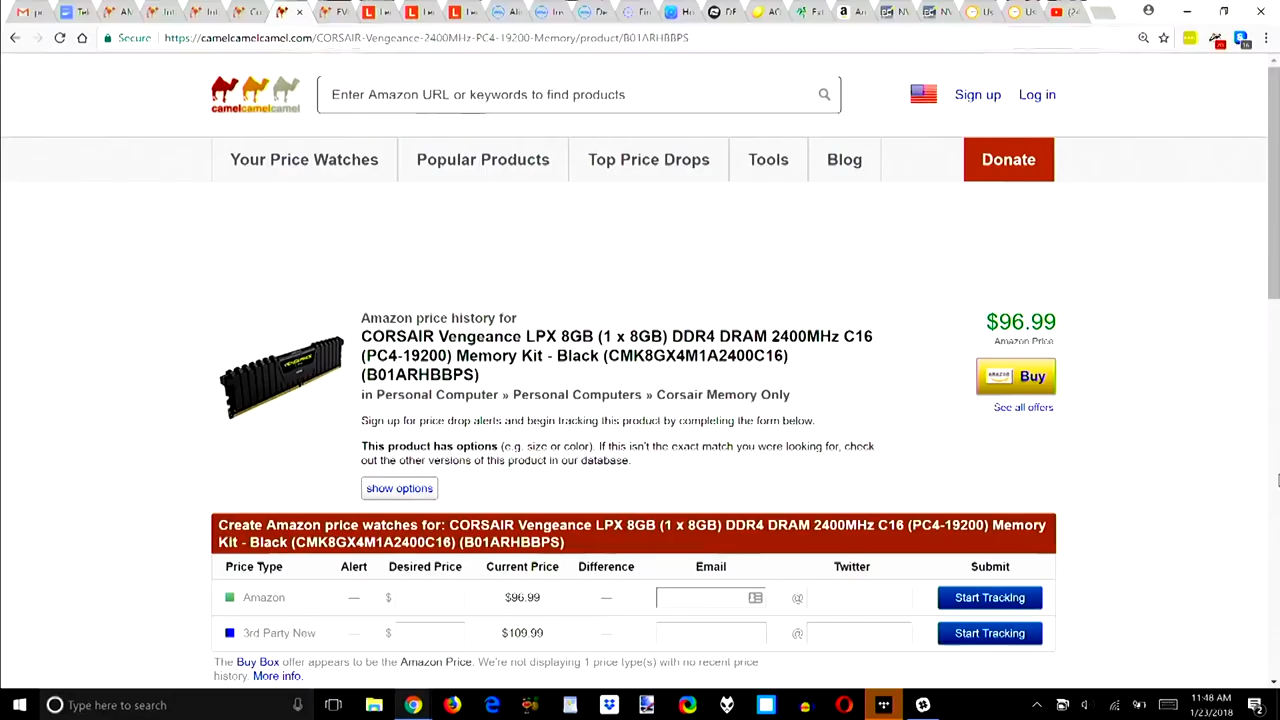 Secure
https://camelcamelcamel.com/CORSAIR-Vengeance-2400MHz-PC4-19200-Memory/product/B01ARHBBPS
camelcamelcamel
Enter Amazon URL or keywords to find products
Sign up
Log in
Your Price Watches
Popular Products
Top Price Drops
Tools
Blog
Donate
Amazon price history for
CORSAIR Vengeance LPX 8GB (1 x 8GB) DDR4 DRAM 2400MHz C16
(PC4-19200) Memory Kit - Black (CMK8GX4M1A2400C16)
(B01ARHBBPS)
in Personal Computer » Personal Computers » Corsair Memory Only
Sign up for price drop alerts and begin tracking this product by completing the form below.
This product has options (e.g. size or color). If this isn't the exact match you were looking for, check
out the other versions of this product in our database.
show options
$96.99
Amazon Price
amazon Buy
See all offers
Create Amazon price watches for: CORSAIR Vengeance LPX 8GB (1 x 8GB) DDR4 DRAM 2400MHz C16 (PC4-19200) Memory
Kit - Black (CMK8GX4M1A2400C16) (B01ARHBBPS)
Price Type Alert Desired Price Current Price Difference Email Twitter Submit
Amazon — $ $96.99 — @ Start Tracking
3rd Party New — $ $109.99 — @ Start Tracking
The Buy Box offer appears to be the Amazon Price. We're not displaying 1 price type(s) with no recent price
history. More info.
Type here to search
11:48 AM
1/23/2018